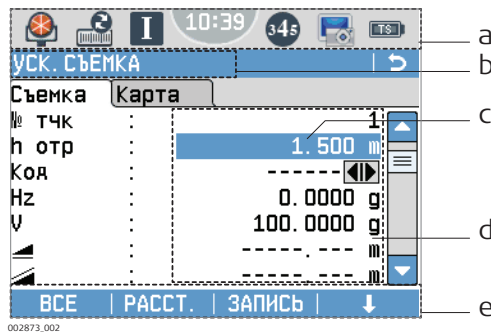 I 10:39 345 TS a
УСК. СЪЕМКА b
Съемка Карта
№ тчк : 1
h отр : 1.500 m c
Код : ------
Hz : 0.0000 g
V : 100.0000 g d
: -----.--- m
: -----.--- m
ВСЕ РАССТ. ЗАПИСЬ e
002873_002